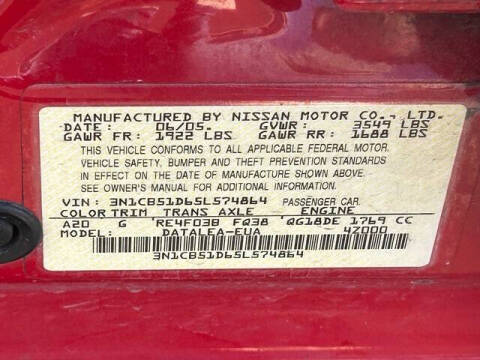 MANUFACTURED BY NISSAN MOTOR CO., LTD.
DATE: 06/05. GVWR: 3549 LBS
GAWR FR: 1922 LBS GAWR RR: 1688 LBS
THIS VEHICLE CONFORMS TO ALL APPLICABLE FEDERAL MOTOR.
VEHICLE SAFETY, BUMPER AND THEFT PREVENTION STANDARDS
IN EFFECT ON THE DATE OF MANUFACTURE SHOWN ABOVE.
SEE OWNER'S MANUAL FOR ADDITIONAL INFORMATION.
VIN: 3N1CB51D65L574864 PASSENGER CAR.
COLOR TRIM TRANS AXLE ENGINE
A20 G RE4F03B FQ38 QG18DE 1769 CC
MODEL: DATALEA-EUA 4Z000
3N1CB51D65L574864